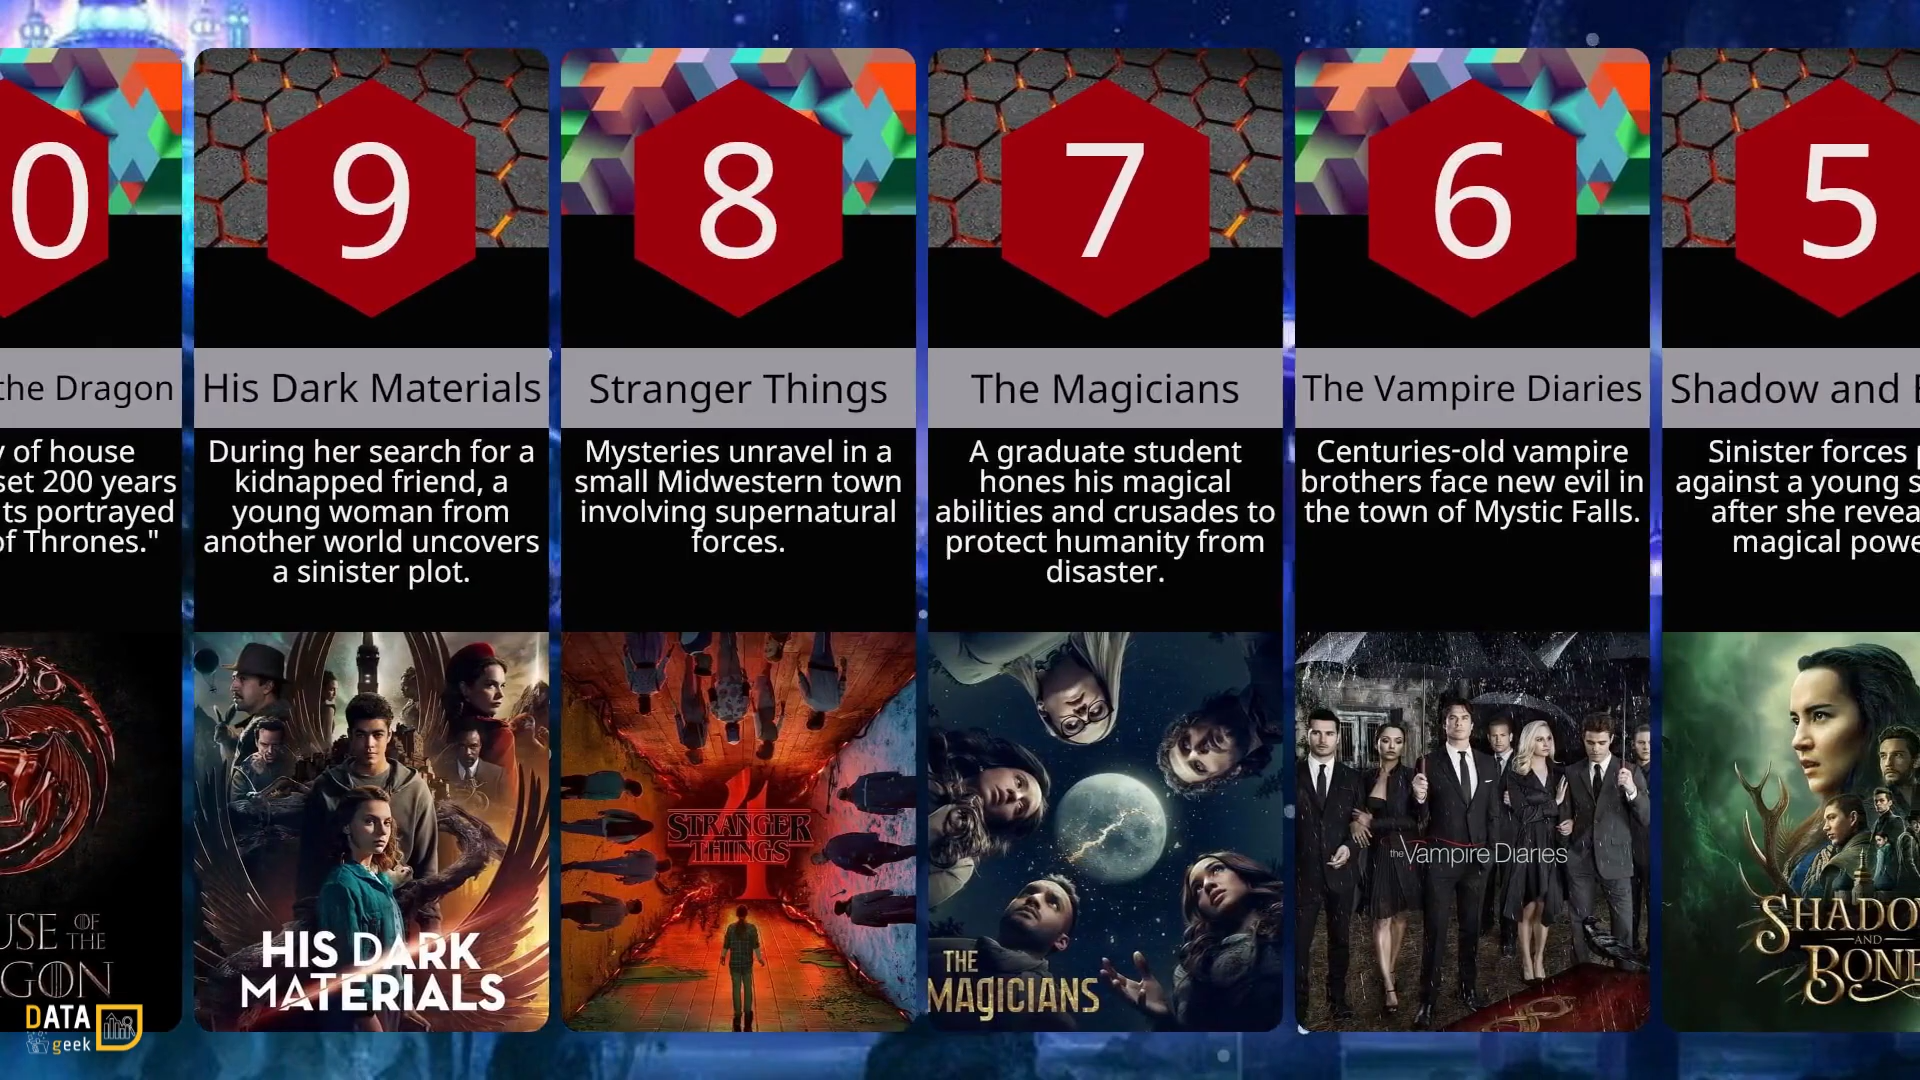 0
the Dragon
of house
set 200 years
ts portrayed
of Thrones."
USE OF THE
GON
DATA
geek
9
His Dark Materials
During her search for a
kidnapped friend, a
young woman from
another world uncovers
a sinister plot.
HIS DARK
MATERIALS
8
Stranger Things
Mysteries unravel in a
small Midwestern town
involving supernatural
forces.
4
STRANGER
THINGS
7
The Magicians
A graduate student
hones his magical
abilities and crusades to
protect humanity from
disaster.
THE
MAGICIANS
6
The Vampire Diaries
Centuries-old vampire
brothers face new evil in
the town of Mystic Falls.
the Vampire Diaries
5
Shadow and
Sinister forces
against a young
after she
magical
SHADO
AND
BONE